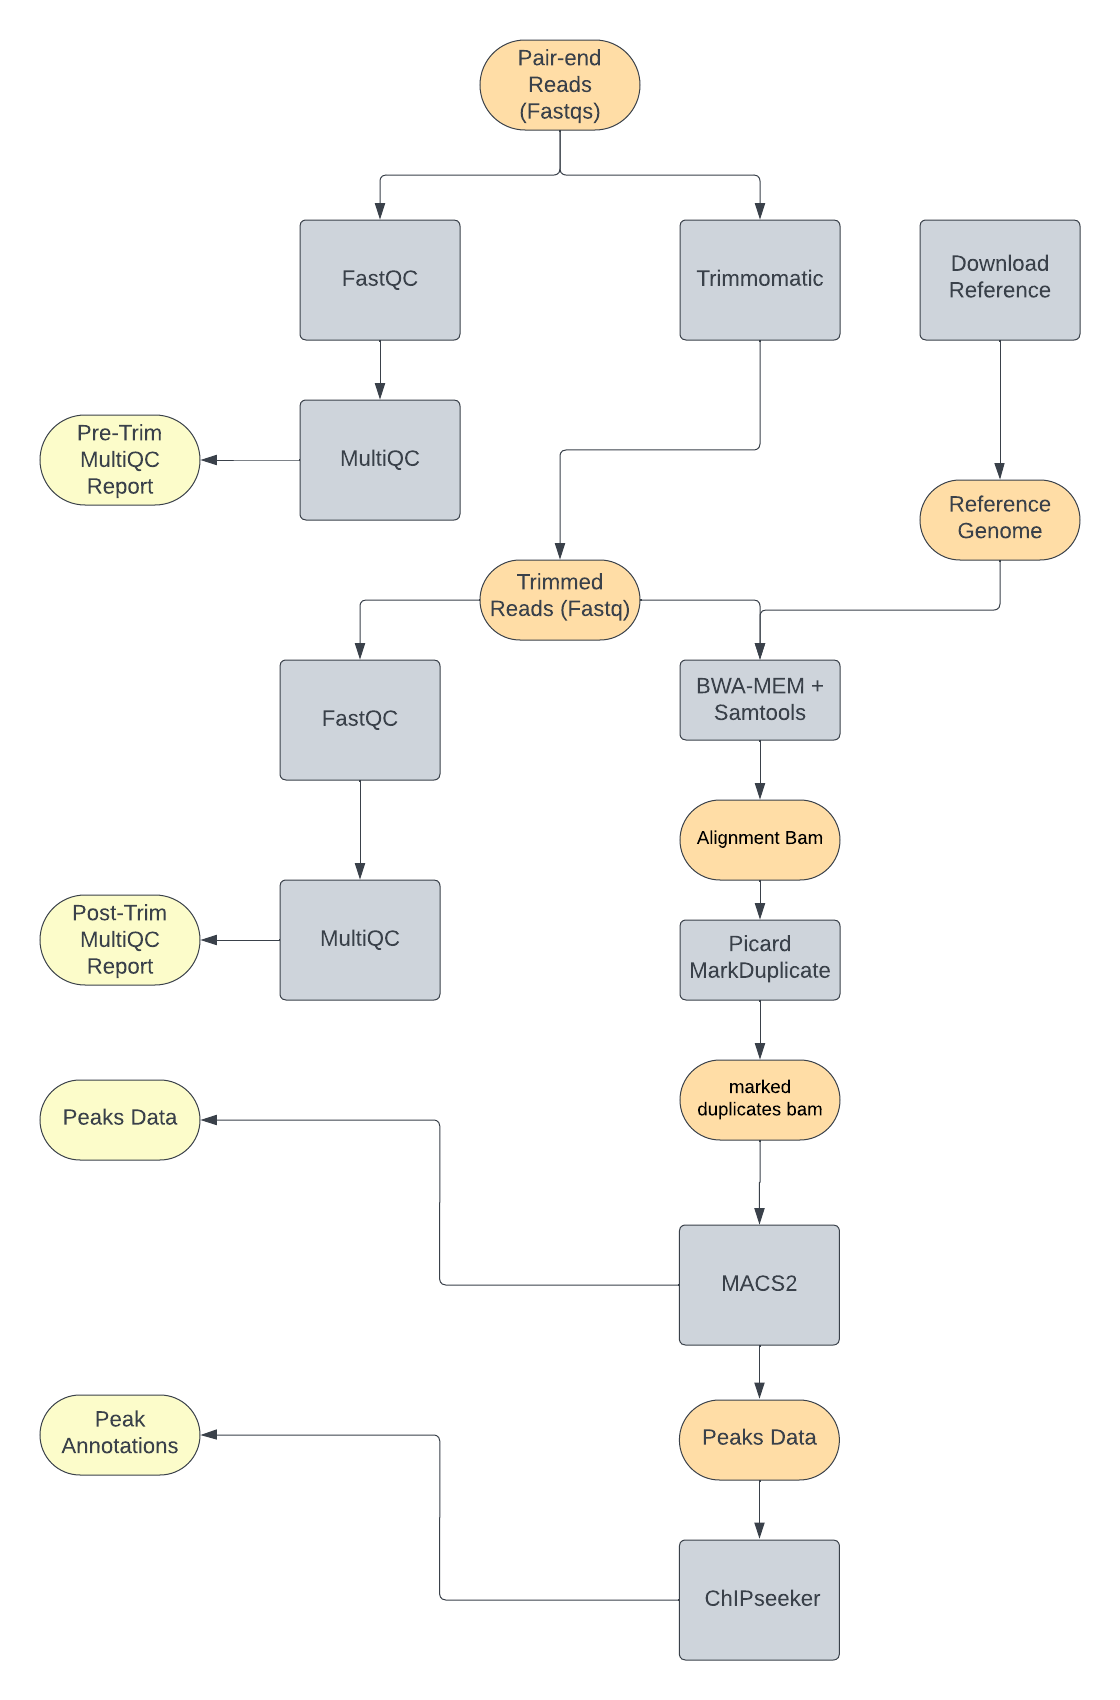 Pair-end
Reads
(Fastqs)
FastQC
Trimmomatic
Download
Reference
MultiQC
Pre-Trim
MultiQC
Report
Reference
Genome
Trimmed
Reads (Fastq)
FastQC
BWA-MEM +
Samtools
Alignment Bam
MultiQC
Post-Trim
MultiQC
Report
Picard
MarkDuplicate
marked
duplicates bam
Peaks Data
MACS2
Peak
Annotations
Peaks Data
ChIPseeker